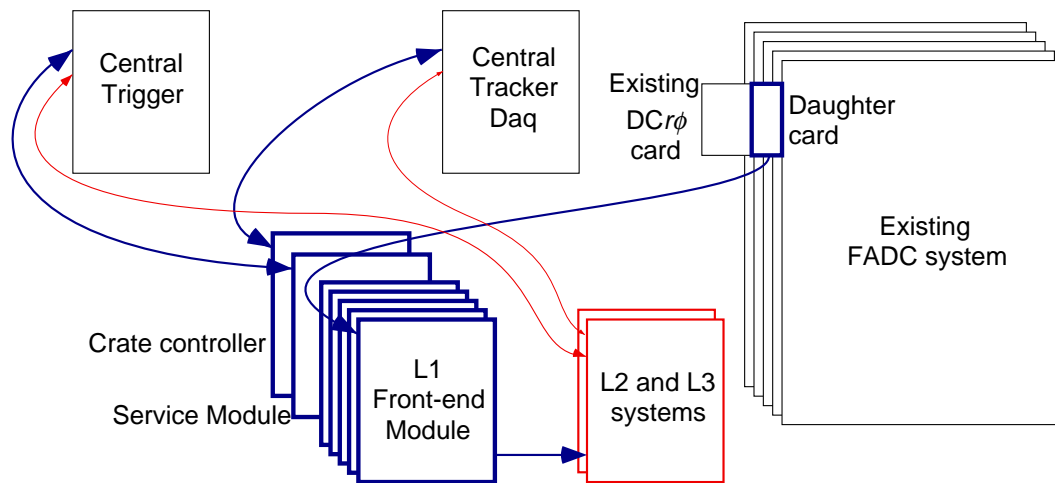 Central
Trigger
Central
Tracker
Daq
Existing
DCrϕ
card
Daughter
card
Existing
FADC system
Crate controller
Service Module
L1
Front-end
Module
L2 and L3
systems